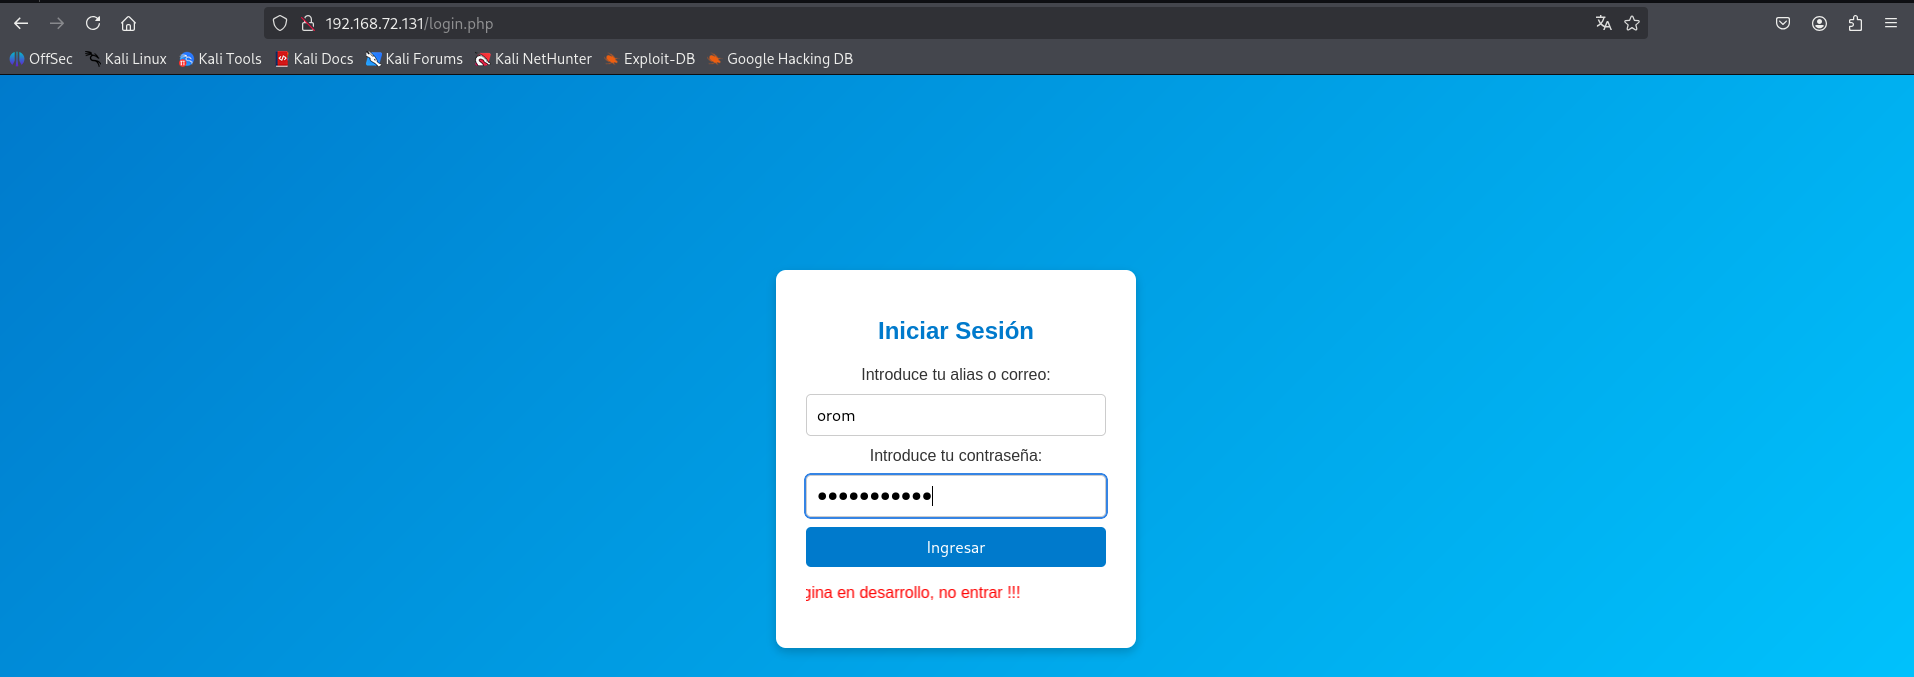 192.168.72.131/login.php
OffSec Kali Linux Kali Tools Kali Docs Kali Forums Kali NetHunter Exploit-DB Google Hacking DB
Iniciar Sesión
Introduce tu alias o correo:
orom
Introduce tu contraseña:
Ingresar
gina en desarrollo, no entrar !!!